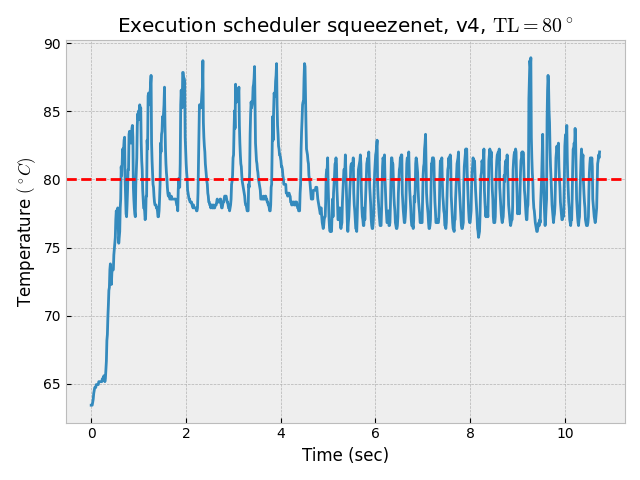 Execution scheduler squeezenet, v4, TL = 80°
90
85
80
75
70
65
Temperature (°C)
0 2 4 6 8 10
Time (sec)